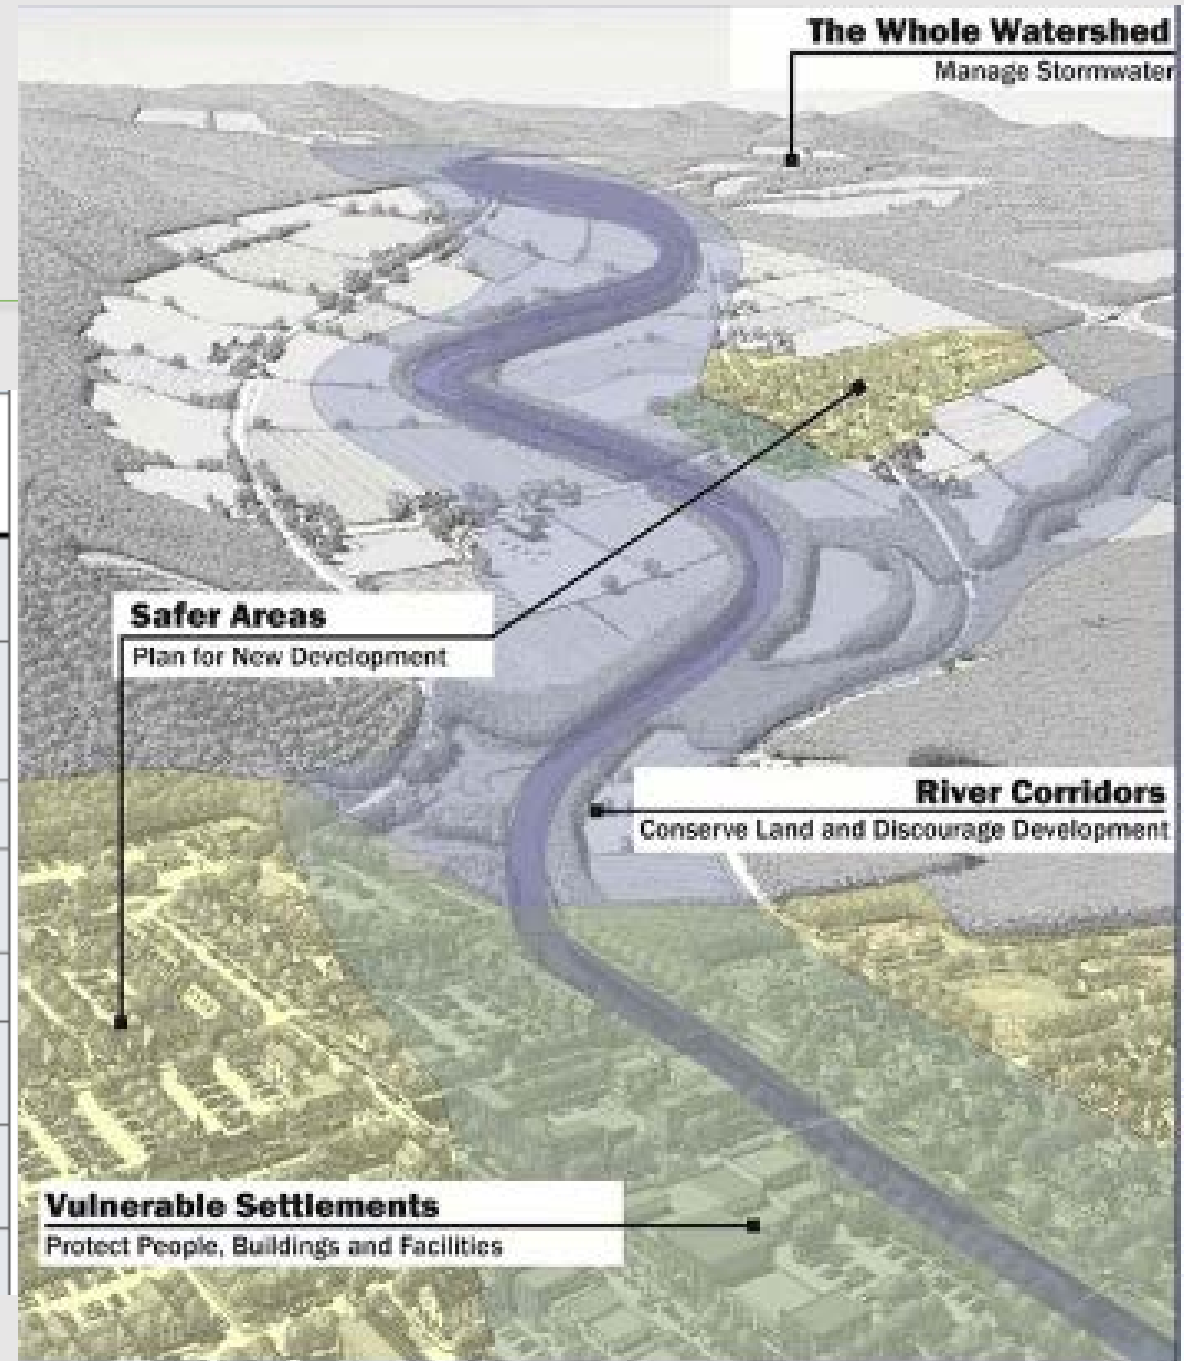 The Whole Watershed
Manage Stormwater
Safer Areas
Plan for New Development
River Corridors
Conserve Land and Discourage Development
Vulnerable Settlements
Protect People, Buildings and Facilities